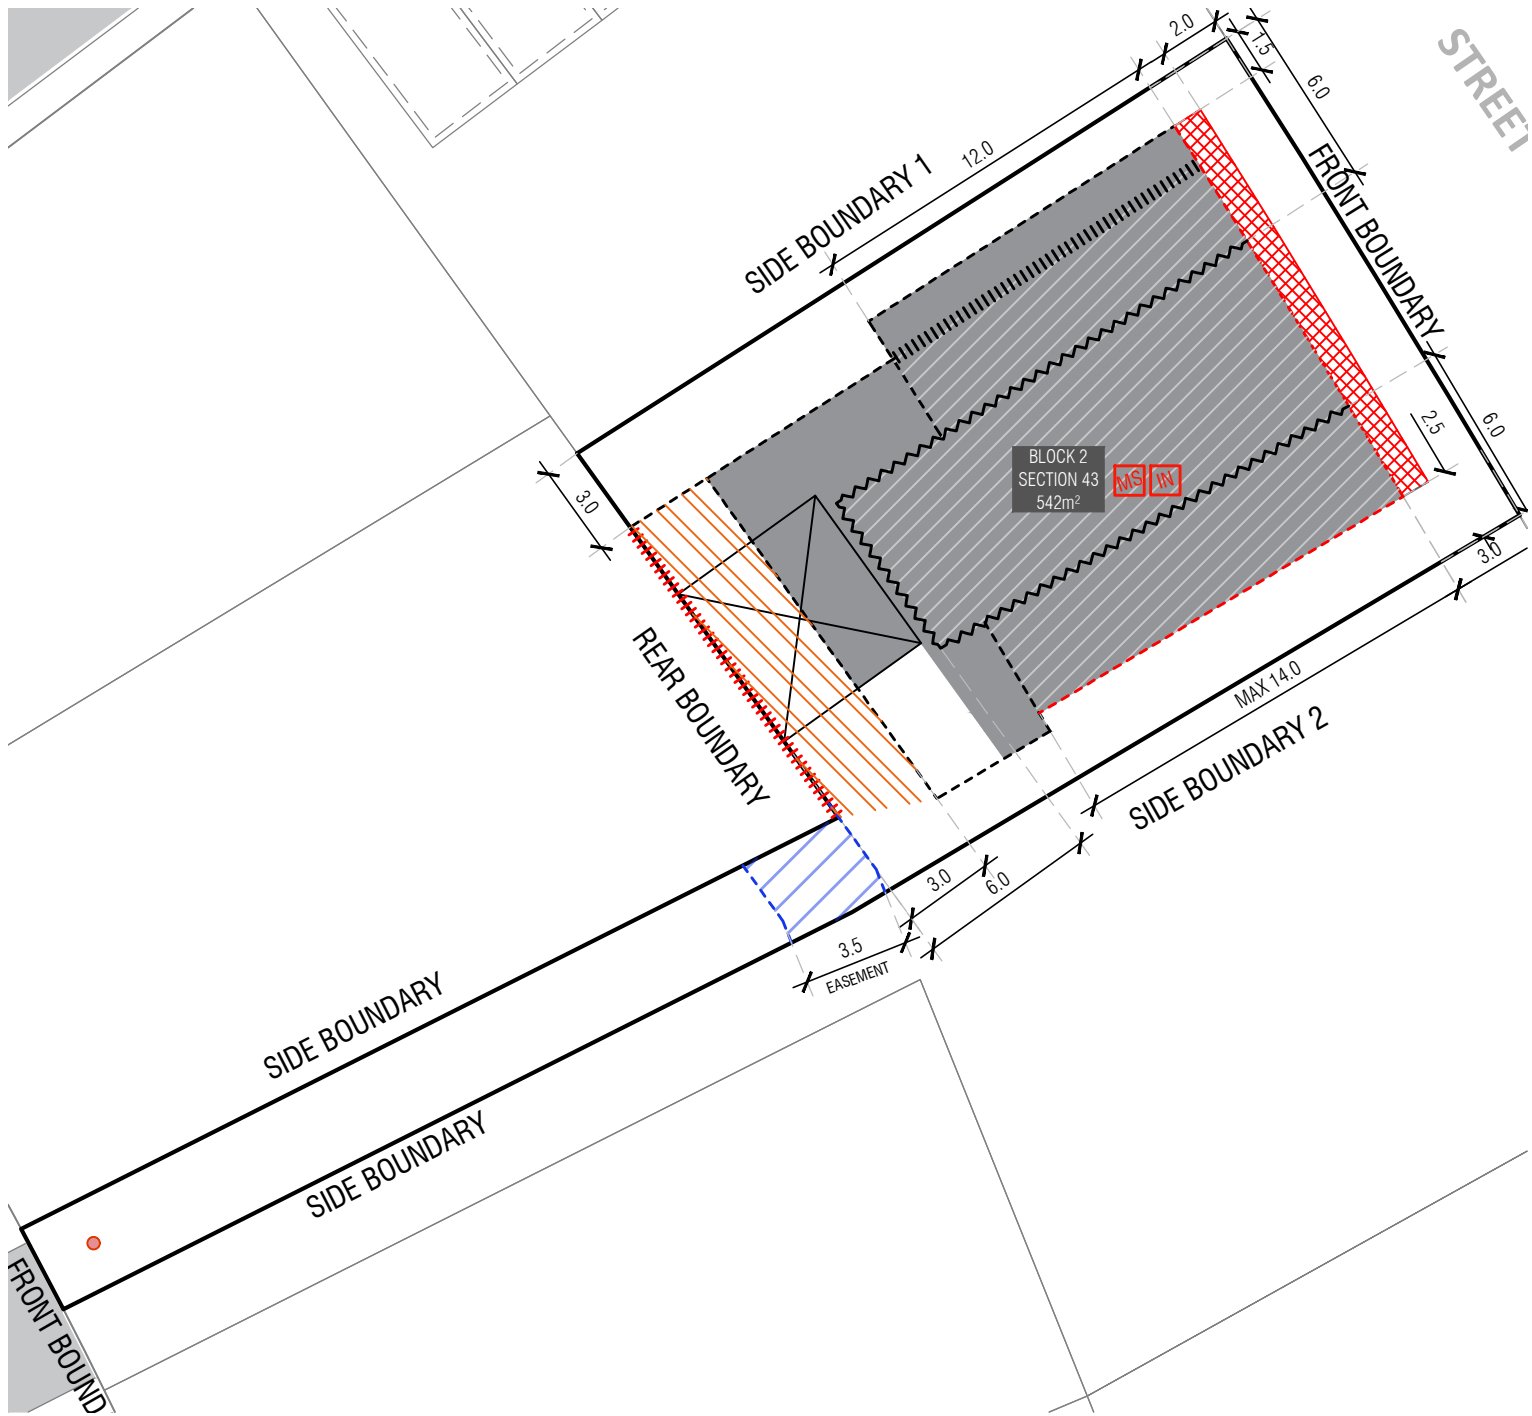 2.0
1.5
6.0
STREET
12.0
SIDE BOUNDARY 1
FRONT BOUNDARY
2.5
6.0
BLOCK 2
SECTION 43
542m²
MS
IN
3.0
3.0
REAR BOUNDARY
MAX 14.0
SIDE BOUNDARY 2
3.0
6.0
3.5
EASEMENT
SIDE BOUNDARY
SIDE BOUNDARY
FRONT BOUND